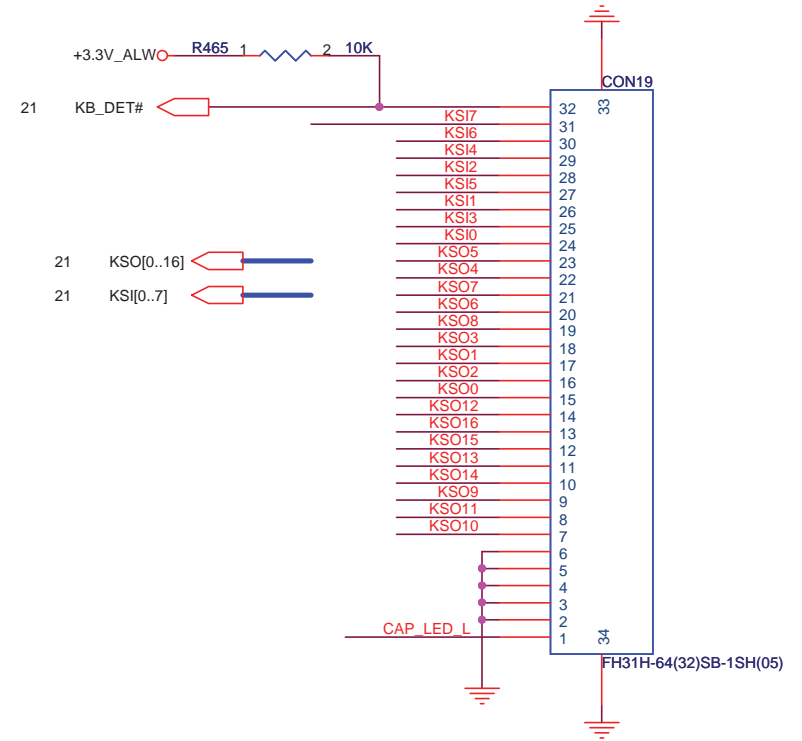 CON19
33
+3.3V_ALW R465 1 2 10K
21 KB_DET# 32
KSI7 31
KSI6 30
KSI4 29
KSI2 28
KSI5 27
KSI1 26
KSI3 25
KSI0 24
KSO5 23
KSO4 22
KSO7 21
KSO6 20
KSO8 19
KSO3 18
KSO1 17
KSO2 16
KSO0 15
KSO12 14
KSO16 13
KSO15 12
KSO13 11
KSO14 10
KSO9 9
KSO11 8
KSO10 7
6
5
4
3
2
CAP_LED_L 1
34
FH31H-64(32)SB-1SH(05)
21 KSO[0..16]
21 KSI[0..7]